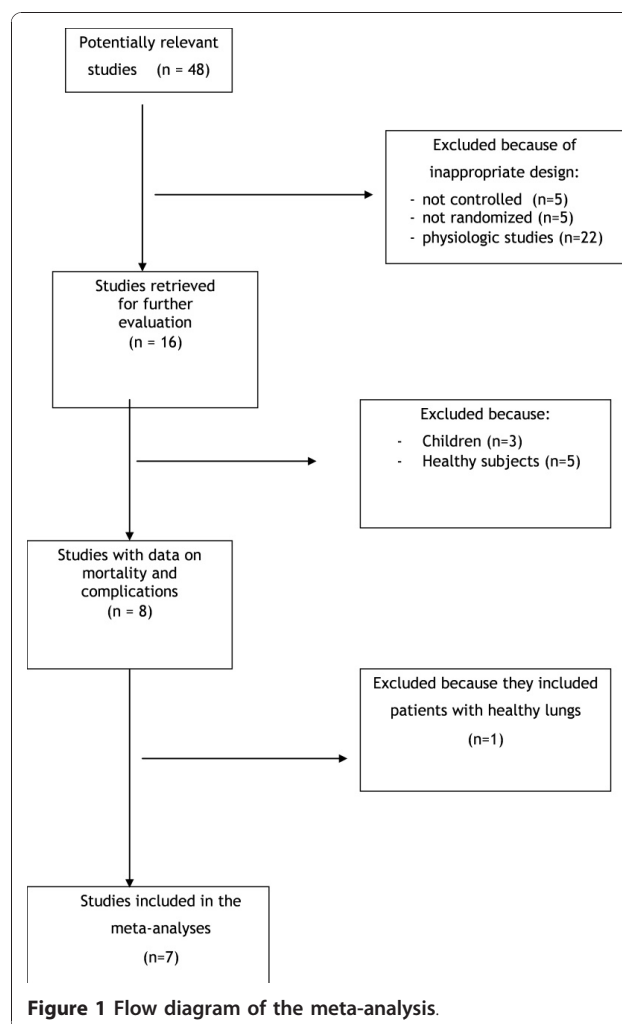 Potentially relevant
studies (n = 48)
Excluded because of
inappropriate design:
- not controlled (n=5)
- not randomized (n=5)
- physiologic studies (n=22)
Studies retrieved
for further
evaluation
(n = 16)
Excluded because:
- Children (n=3)
- Healthy subjects (n=5)
Studies with data on
mortality and
complications
(n = 8)
Excluded because they included
patients with healthy lungs
(n=1)
Studies included in the
meta-analyses
(n=7)
Figure 1 Flow diagram of the meta-analysis.